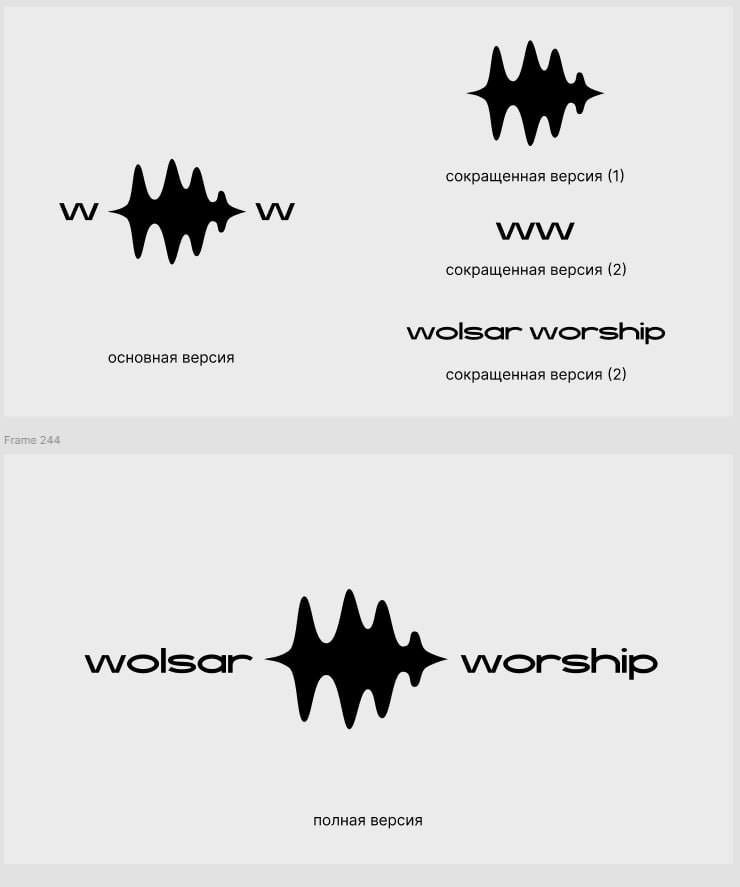 w w
основная версия
сокращенная версия (1)
ww
сокращенная версия (2)
wolsar worship
сокращенная версия (2)
Frame 244
wolsar worship
полная версия